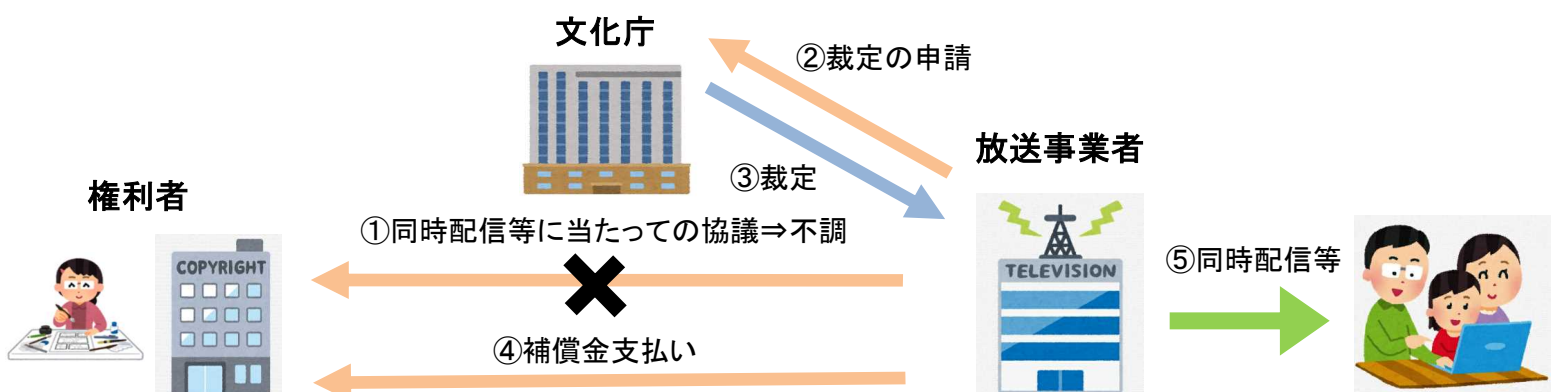 文化庁
②裁定の申請
放送事業者
③裁定
権利者
①同時配信等に当たっての協議⇒不調
COPYRIGHT
TELEVISION
⑤同時配信等
④補償金支払い